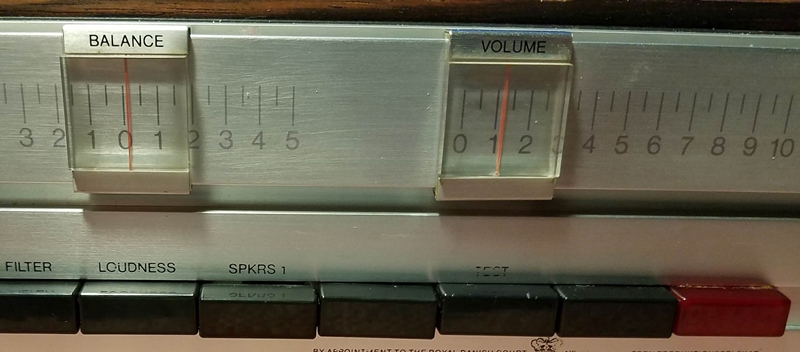 BALANCE
VOLUME
3 2 1 0 1 2 3 4 5
0 1 2 3 4 5 6 7 8 9 10
FILTER LOUDNESS SPKRS 1 TEST
BY APPOINTMENT TO THE ROYAL DANISH COURT